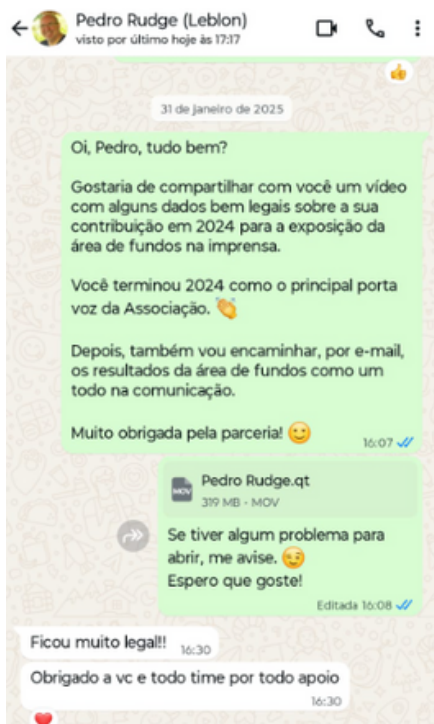 Pedro Rudge (Leblon)
visto por último hoje às 17:17
31 de janeiro de 2025
Oi, Pedro, tudo bem?
Gostaria de compartilhar com você um vídeo
com alguns dados bem legais sobre a sua
contribuição em 2024 para a exposição da
área de fundos na imprensa.
Você terminou 2024 como o principal porta
voz da Associação. 👏
Depois, também vou encaminhar, por e-mail,
os resultados da área de fundos como um
todo na comunicação.
Muito obrigada pela parceria! 🙂
16:07
MOV
Pedro Rudge.qt
319 MB • MOV
Se tiver algum problema para
abrir, me avise. 😉
Espero que goste!
Editada 16:08
Ficou muito legal!! 16:30
Obrigado a vc e todo time por todo apoio
16:30